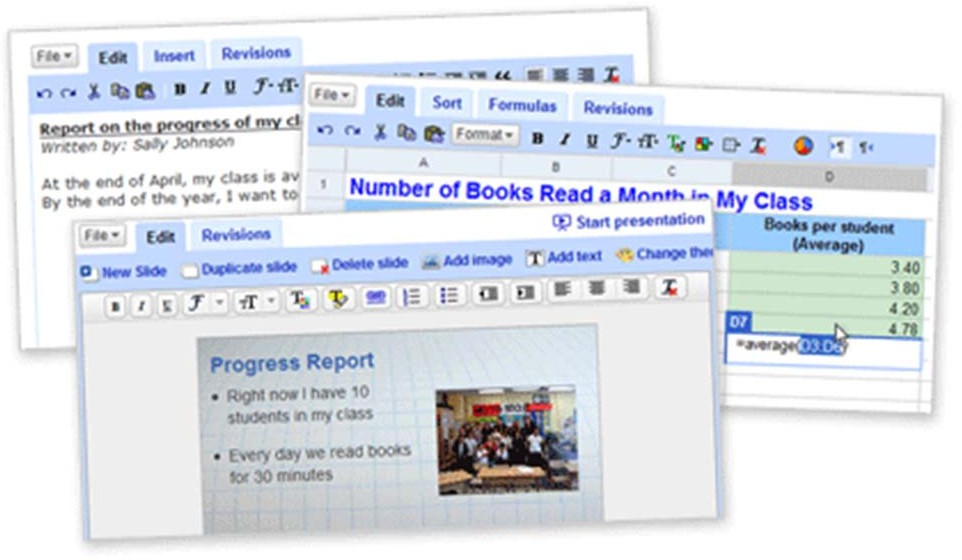 File
Edit
Insert
Revisions
B I U
Report on the progress of my cl
Written by: Sally Johnson
At the end of April, my class is av
By the end of the year, I want to
File
Edit
Sort
Formulas
Revisions
Format
B I U
A B C D
1
Number of Books Read a Month in My Class
Books per student
(Average)
3.40
3.80
4.20
4.78
D7
=average(D3:D6)
File
Edit
Revisions
Start presentation
New Slide
Duplicate slide
Delete slide
Add image
Add text
Change the
B I U
Progress Report
• Right now I have 10
students in my class
• Every day we read books
for 30 minutes